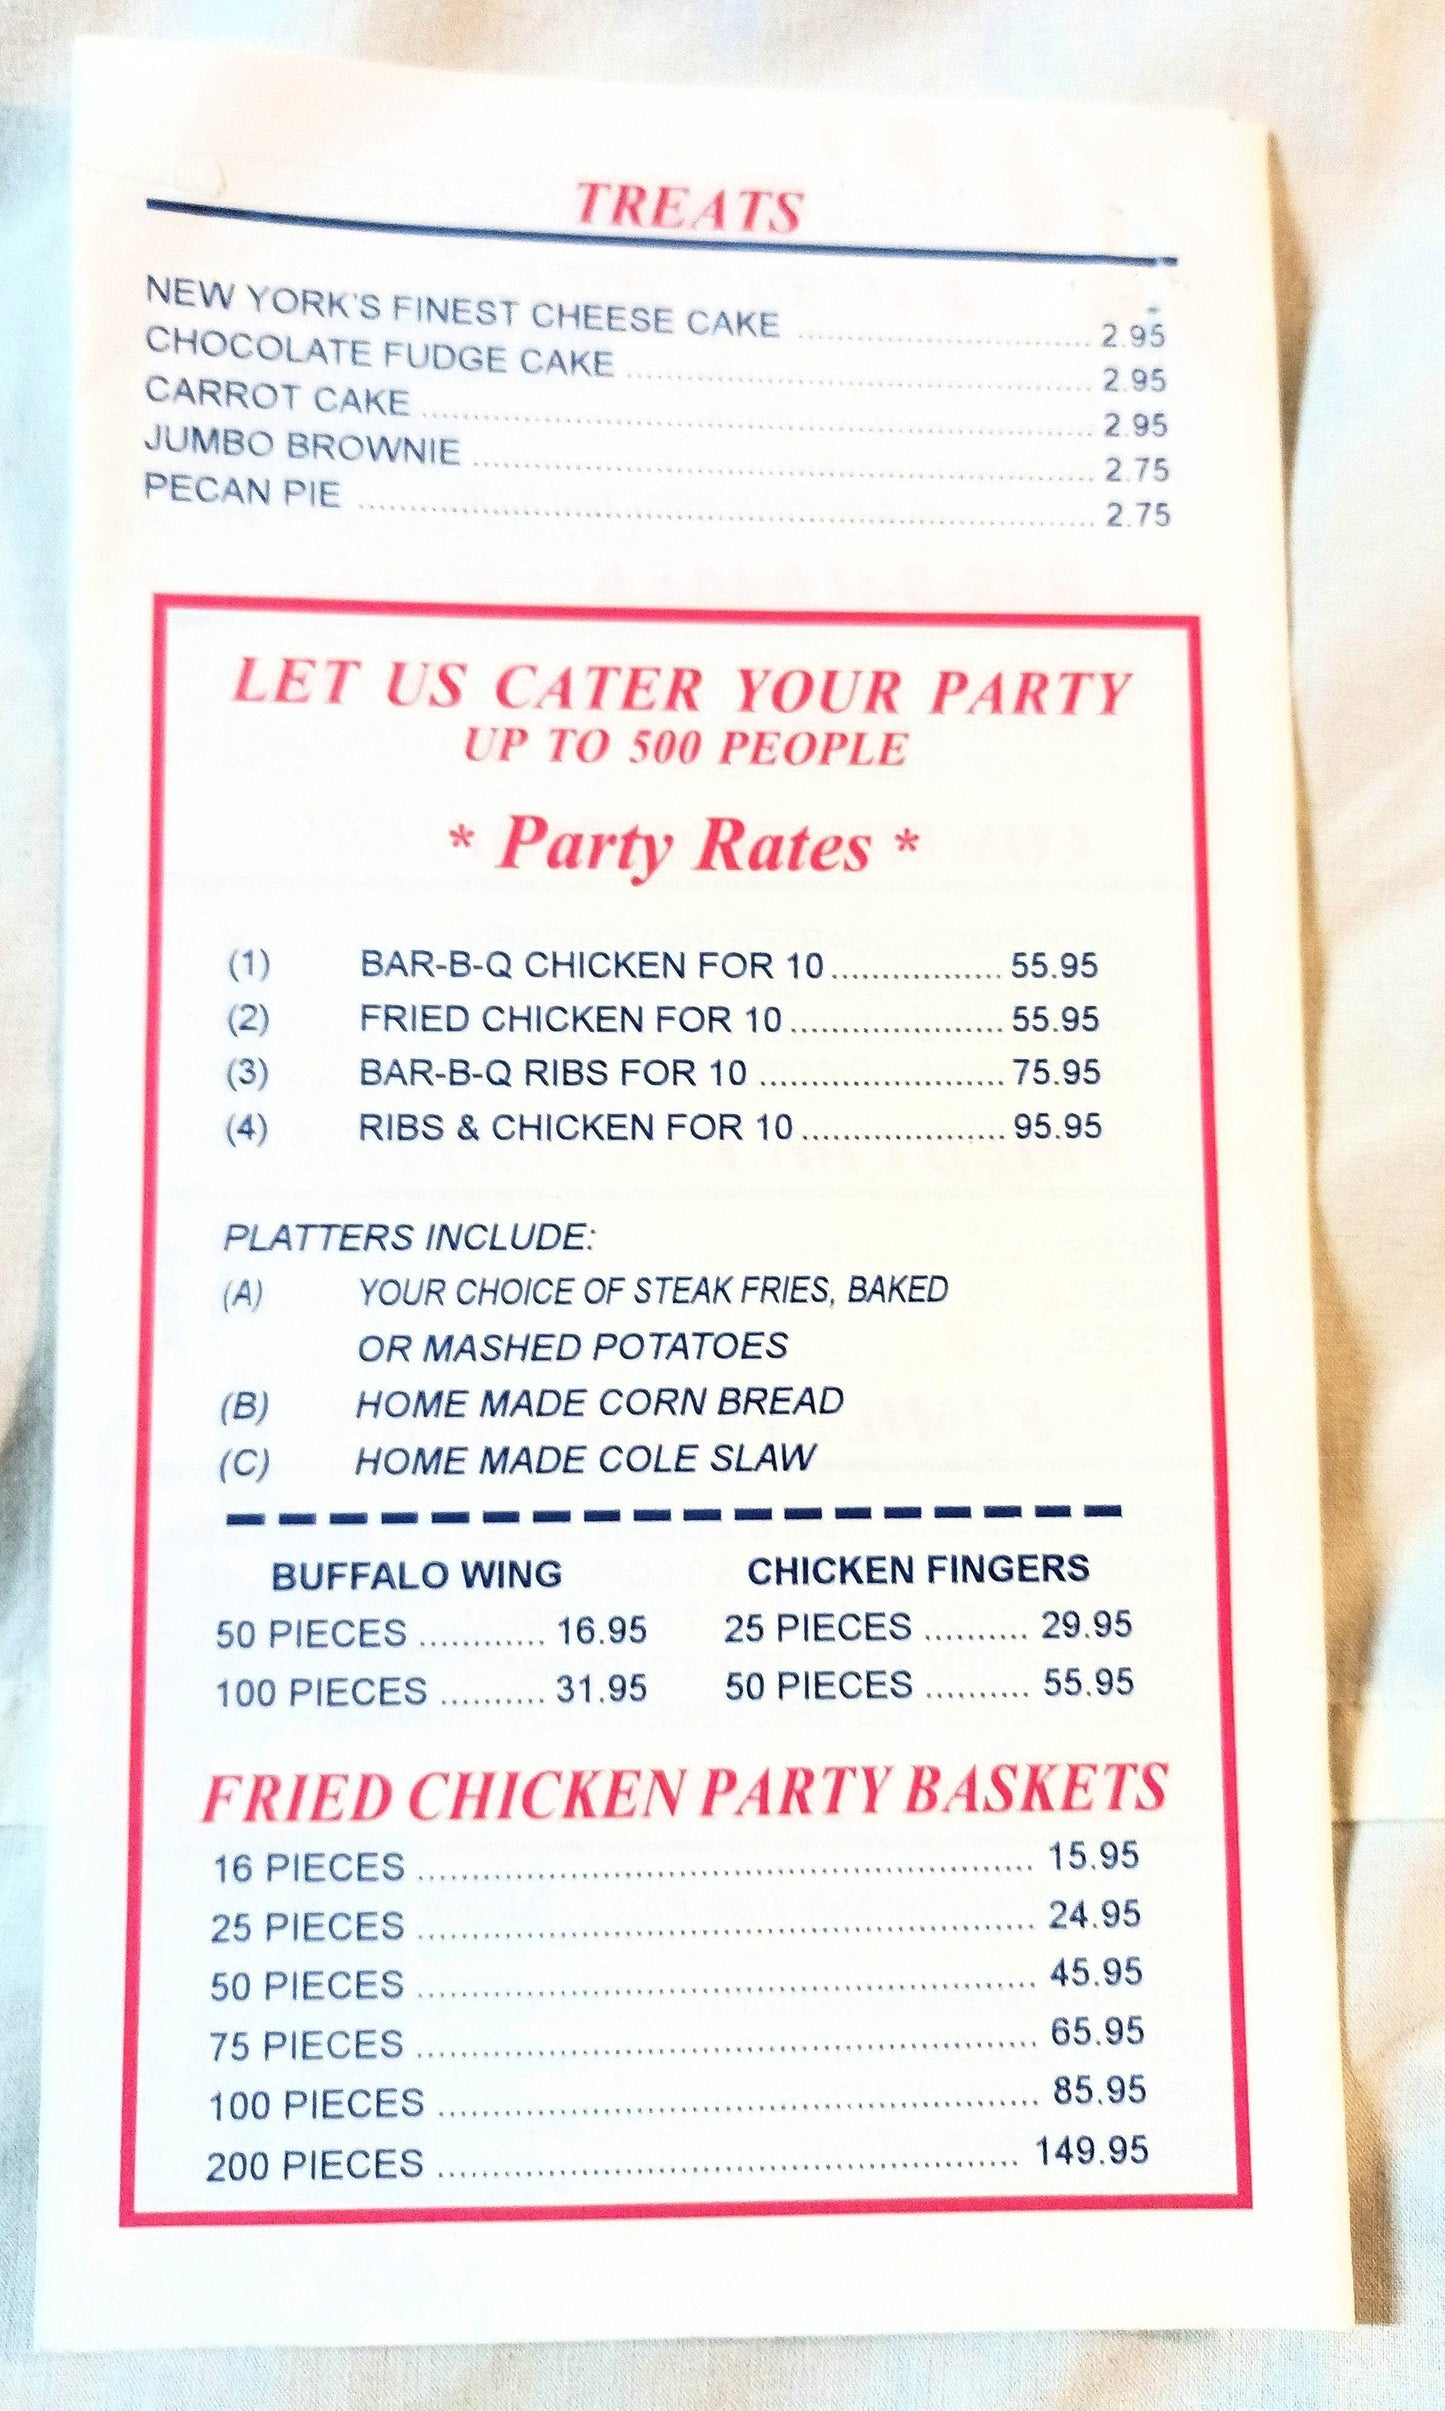 TREATS
NEW YORK'S FINEST CHEESE CAKE ........ 2.95
CHOCOLATE FUDGE CAKE ........ 2.95
CARROT CAKE ........ 2.95
JUMBO BROWNIE ........ 2.75
PECAN PIE ........ 2.75
LET US CATER YOUR PARTY
UP TO 500 PEOPLE
* Party Rates *
(1) BAR-B-Q CHICKEN FOR 10 ........ 55.95
(2) FRIED CHICKEN FOR 10 ........ 55.95
(3) BAR-B-Q RIBS FOR 10 ........ 75.95
(4) RIBS & CHICKEN FOR 10 ........ 95.95
PLATTERS INCLUDE:
(A) YOUR CHOICE OF STEAK FRIES, BAKED
OR MASHED POTATOES
(B) HOME MADE CORN BREAD
(C) HOME MADE COLE SLAW
BUFFALO WING
50 PIECES ........ 16.95
100 PIECES ........ 31.95
CHICKEN FINGERS
25 PIECES ........ 29.95
50 PIECES ........ 55.95
FRIED CHICKEN PARTY BASKETS
16 PIECES ........ 15.95
25 PIECES ........ 24.95
50 PIECES ........ 45.95
75 PIECES ........ 65.95
100 PIECES ........ 85.95
200 PIECES ........ 149.95